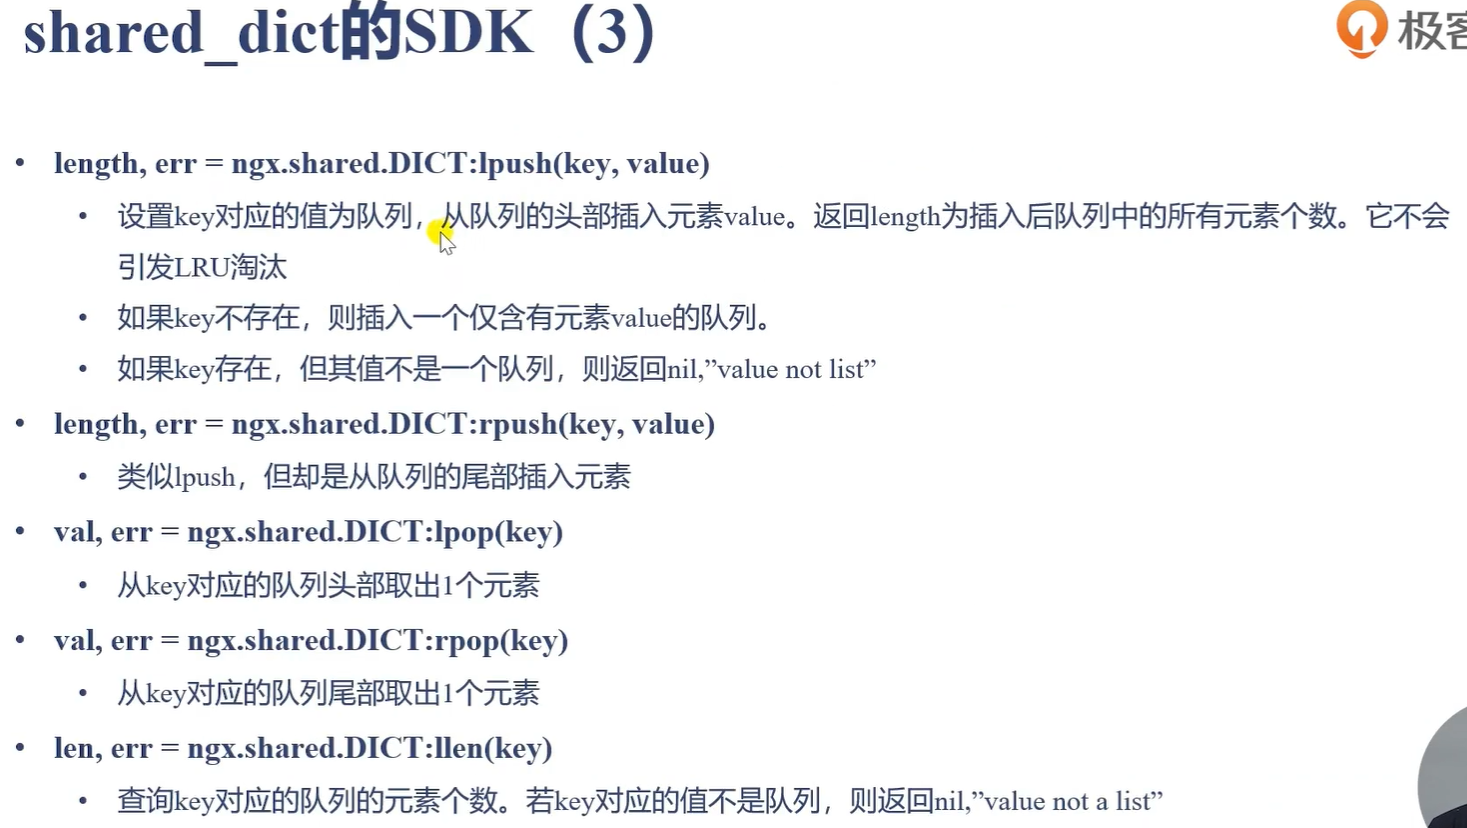 shared_dict的SDK（3）
极客
• length, err = ngx.shared.DICT:lpush(key, value)
• 设置key对应的值为队列，从队列的头部插入元素value。返回length为插入后队列中的所有元素个数。它不会
引发LRU淘汰
• 如果key不存在，则插入一个仅含有元素value的队列。
• 如果key存在，但其值不是一个队列，则返回nil,”value not list”
• length, err = ngx.shared.DICT:rpush(key, value)
• 类似lpush，但却是从队列的尾部插入元素
• val, err = ngx.shared.DICT:lpop(key)
• 从key对应的队列头部取出1个元素
• val, err = ngx.shared.DICT:rpop(key)
• 从key对应的队列尾部取出1个元素
• len, err = ngx.shared.DICT:llen(key)
• 查询key对应的队列的元素个数。若key对应的值不是队列，则返回nil,”value not a list”